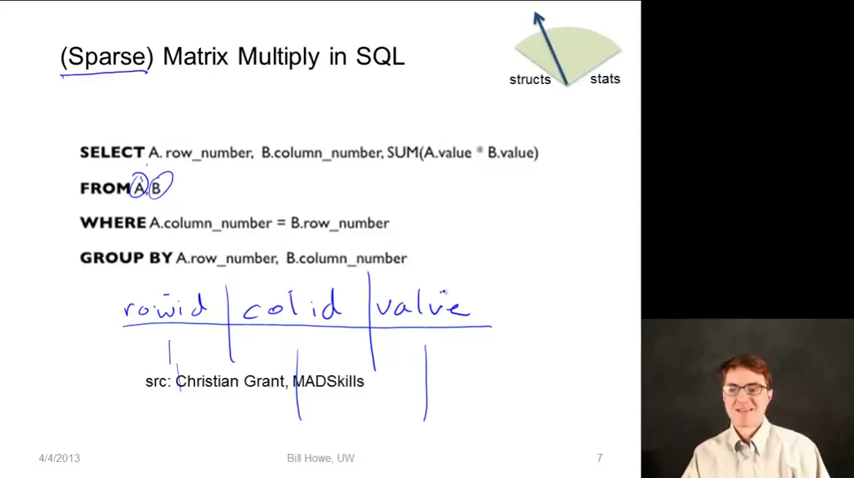 (Sparse) Matrix Multiply in SQL
structs stats
SELECT A. row_number, B.column_number, SUM(A.value * B.value)
FROM A, B
WHERE A.column_number = B.row_number
GROUP BY A.row_number, B.column_number
rowid colid value
src: Christian Grant, MADSkills
4/4/2013 Bill Howe, UW 7